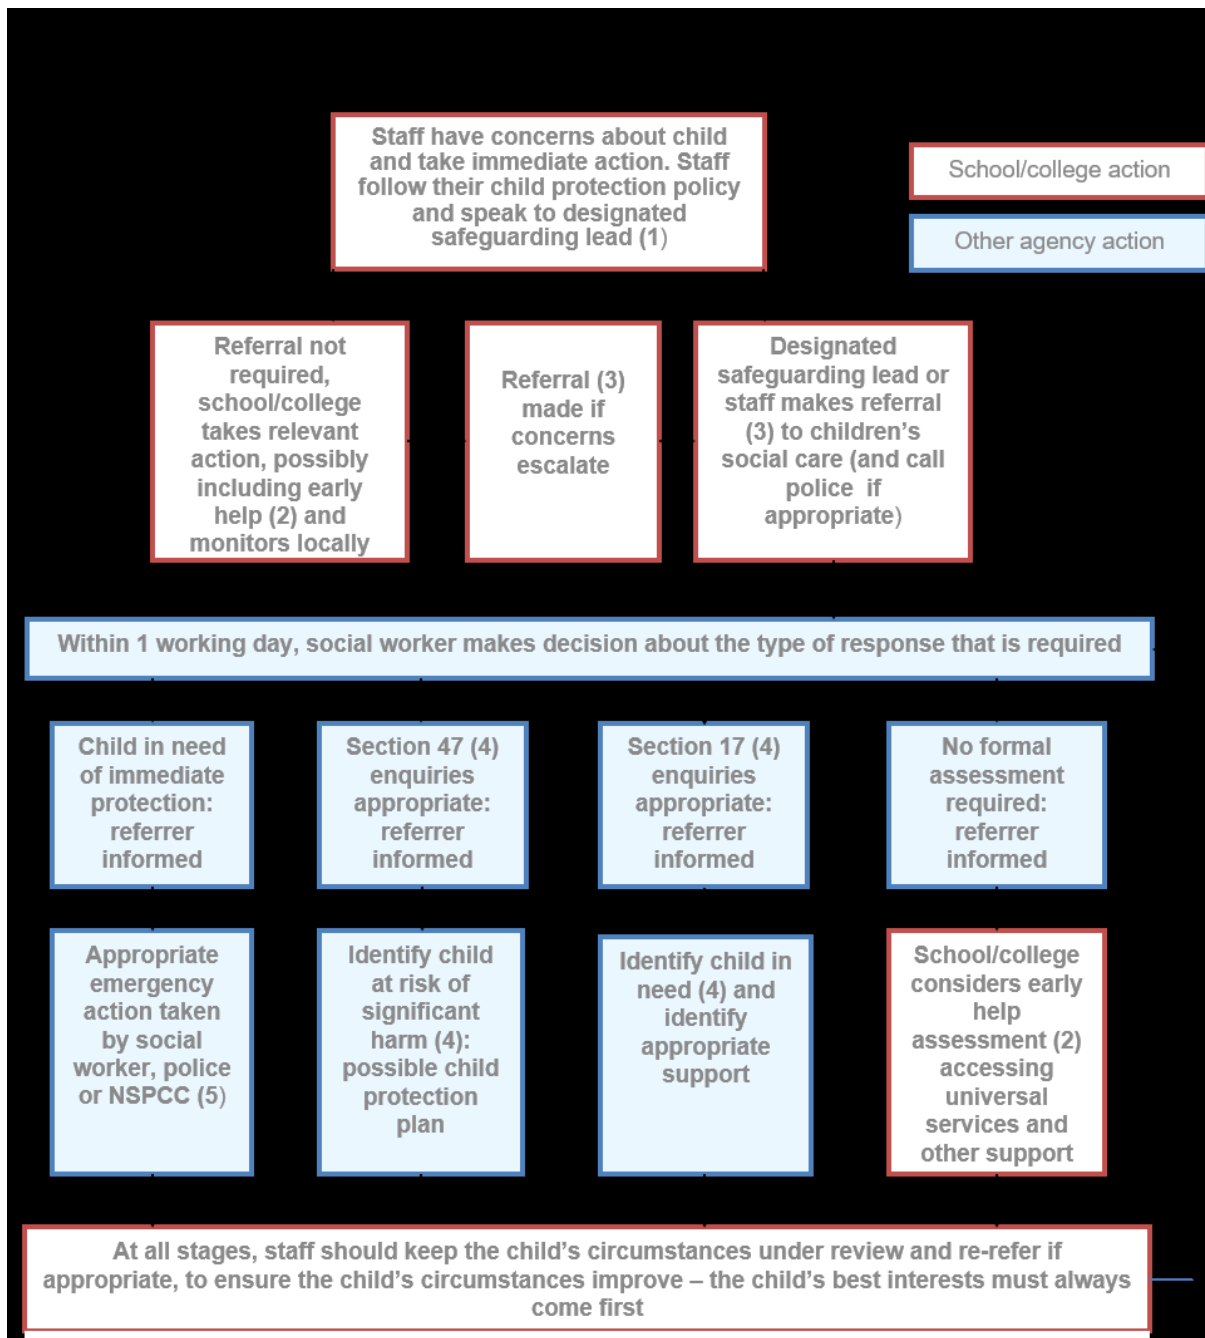 Staff have concerns about child
and take immediate action. Staff
follow their child protection policy
and speak to designated
safeguarding lead (1)
School/college action
Other agency action
Referral not
required,
school/college
takes relevant
action, possibly
including early
help (2) and
monitors locally
Referral (3)
made if
concerns
escalate
Designated
safeguarding lead or
staff makes referral
(3) to children’s
social care (and call
police if
appropriate)
Within 1 working day, social worker makes decision about the type of response that is required
Child in need
of immediate
protection:
referrer
informed
Section 47 (4)
enquiries
appropriate:
referrer
informed
Section 17 (4)
enquiries
appropriate:
referrer
informed
No formal
assessment
required:
referrer
informed
Appropriate
emergency
action taken
by social
worker, police
or NSPCC (5)
Identify child
at risk of
significant
harm (4):
possible child
protection
plan
Identify child in
need (4) and
identify
appropriate
support
School/college
considers early
help
assessment (2)
accessing
universal
services and
other support
At all stages, staff should keep the child’s circumstances under review and re-refer if
appropriate, to ensure the child’s circumstances improve – the child’s best interests must always
come first